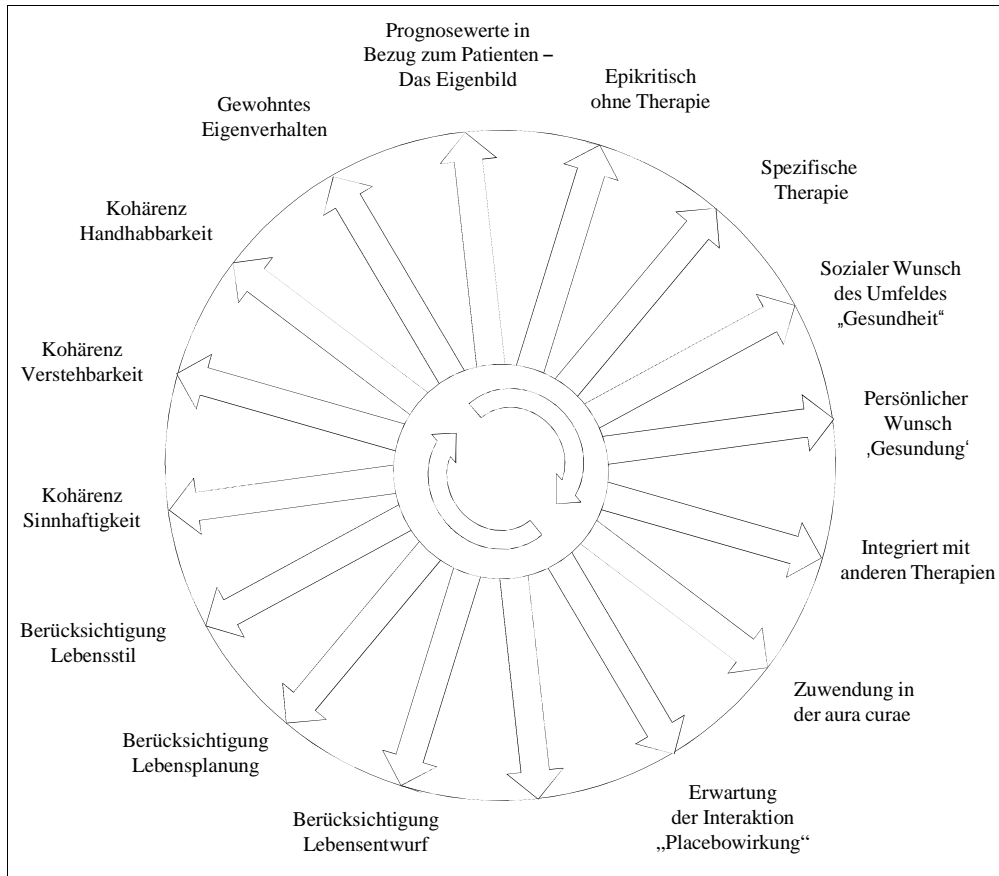 Prognosewerte in
Bezug zum Patienten –
Das Eigenbild
Epikritisch
ohne Therapie
Spezifische
Therapie
Sozialer Wunsch
des Umfeldes
„Gesundheit“
Persönlicher
Wunsch
‚Gesundung‘
Integriert mit
anderen Therapien
Zuwendung in
der aura curae
Erwartung
der Interaktion
„Placebowirkung“
Berücksichtigung
Lebensentwurf
Berücksichtigung
Lebensplanung
Berücksichtigung
Lebensstil
Kohärenz
Sinnhaftigkeit
Kohärenz
Verstehbarkeit
Kohärenz
Handhabbarkeit
Gewohntes
Eigenverhalten